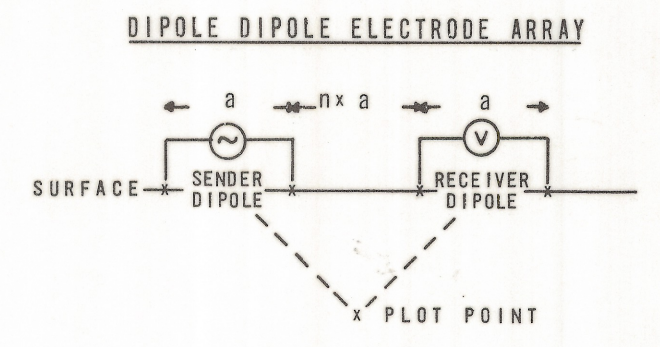 DIPOLE DIPOLE ELECTRODE ARRAY
a n x a a
~ V
SURFACE x SENDER x x RECEIVER x
DIPOLE DIPOLE
x PLOT POINT